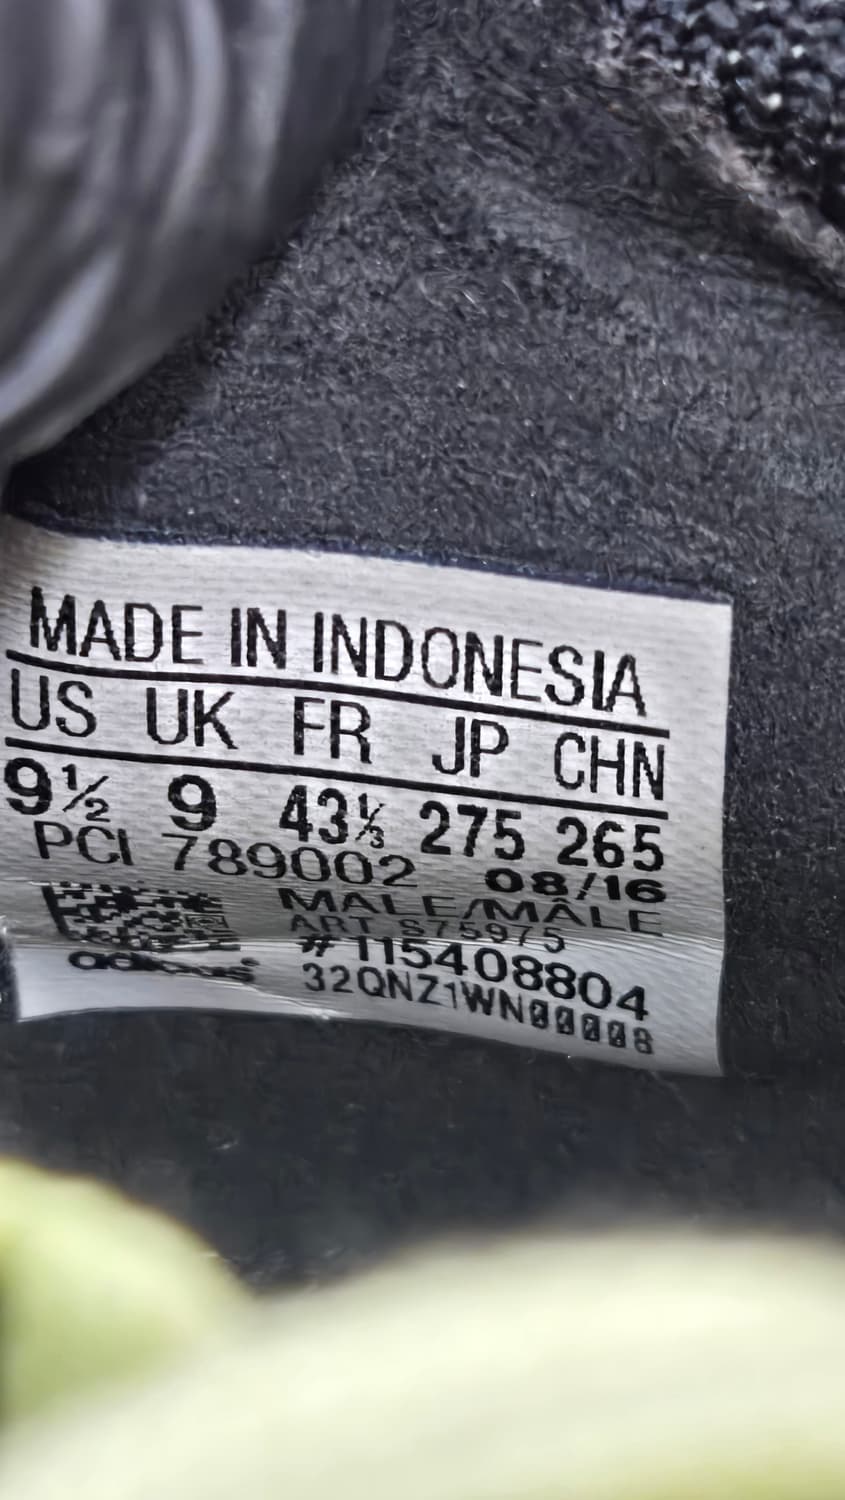 MADE IN INDONESIA
US UK FR JP CHN
9½ 9 43⅓ 275 265
PCI 789002 08/16
MALE/MÂLE
ART S75975
#115408804
adidas 32QNZ1WN00008